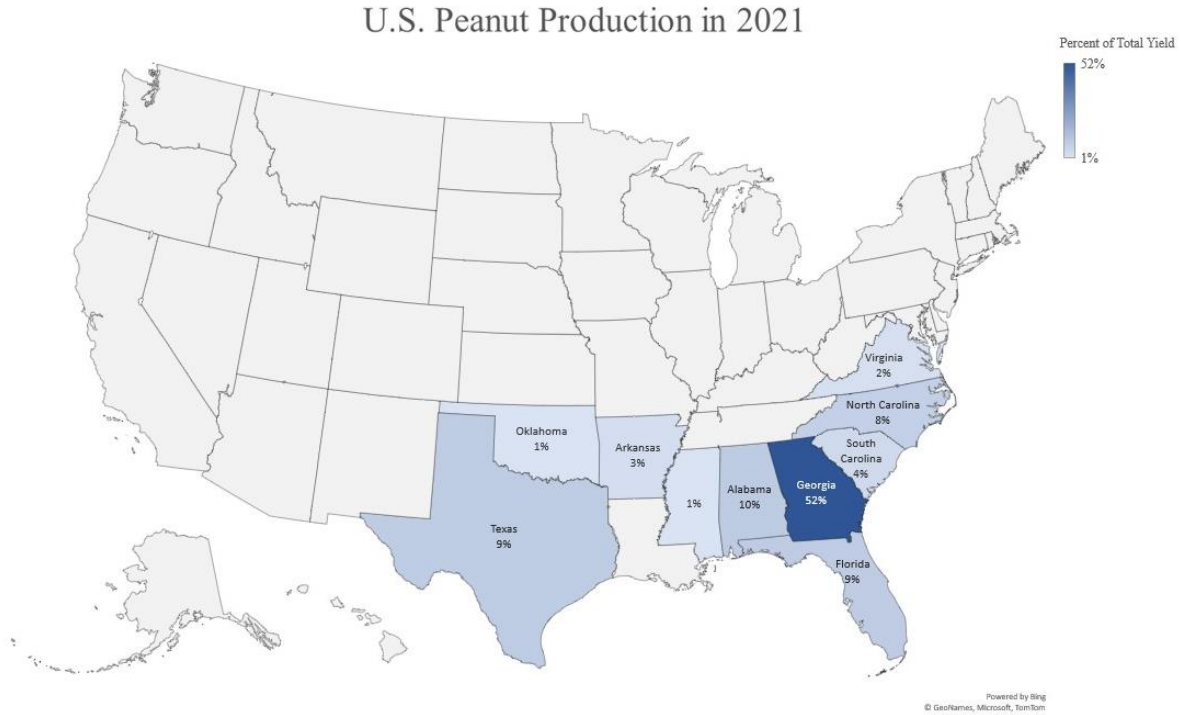 U.S. Peanut Production in 2021
Percent of Total Yield
52%
1%
Virginia
2%
North Carolina
8%
South
Carolina
4%
Oklahoma
1%
Arkansas
3%
1%
Alabama
10%
Georgia
52%
Texas
9%
Florida
9%
Powered by Bing
© GeoNames, Microsoft, TomTom